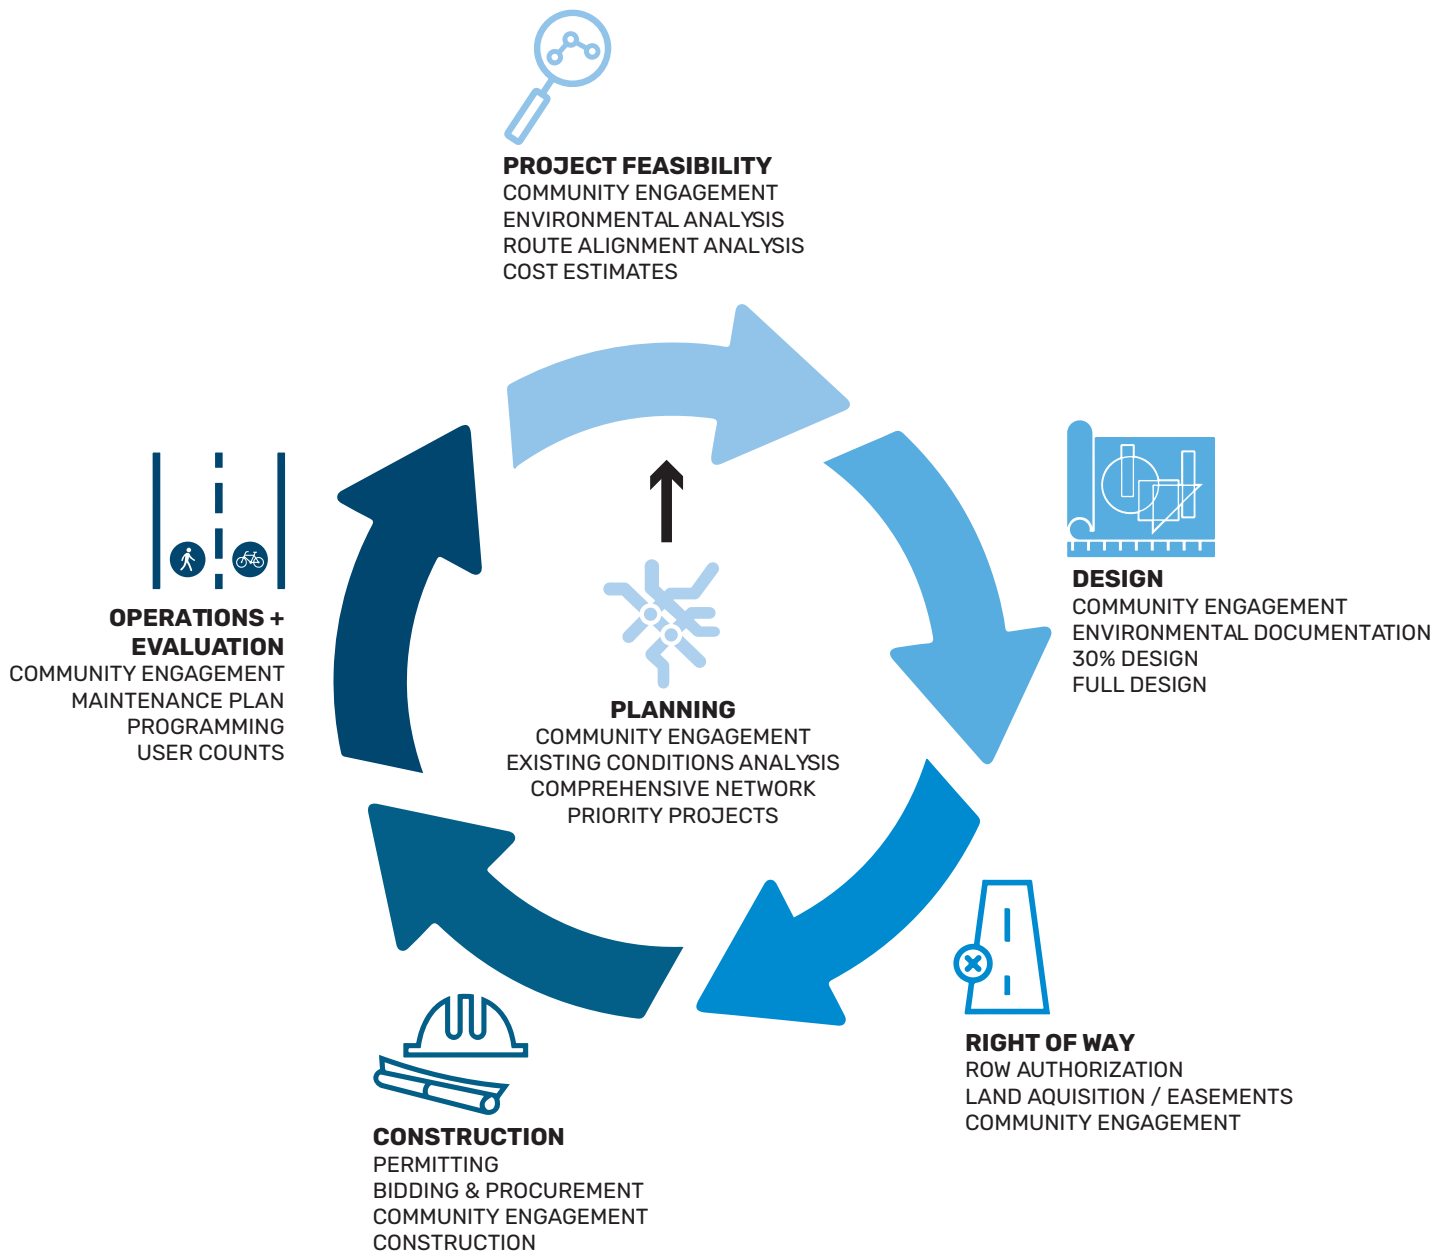 PROJECT FEASIBILITY
COMMUNITY ENGAGEMENT
ENVIRONMENTAL ANALYSIS
ROUTE ALIGNMENT ANALYSIS
COST ESTIMATES
DESIGN
COMMUNITY ENGAGEMENT
ENVIRONMENTAL DOCUMENTATION
30% DESIGN
FULL DESIGN
RIGHT OF WAY
ROW AUTHORIZATION
LAND AQUISITION / EASEMENTS
COMMUNITY ENGAGEMENT
CONSTRUCTION
PERMITTING
BIDDING & PROCUREMENT
COMMUNITY ENGAGEMENT
CONSTRUCTION
OPERATIONS +
EVALUATION
COMMUNITY ENGAGEMENT
MAINTENANCE PLAN
PROGRAMMING
USER COUNTS
PLANNING
COMMUNITY ENGAGEMENT
EXISTING CONDITIONS ANALYSIS
COMPREHENSIVE NETWORK
PRIORITY PROJECTS